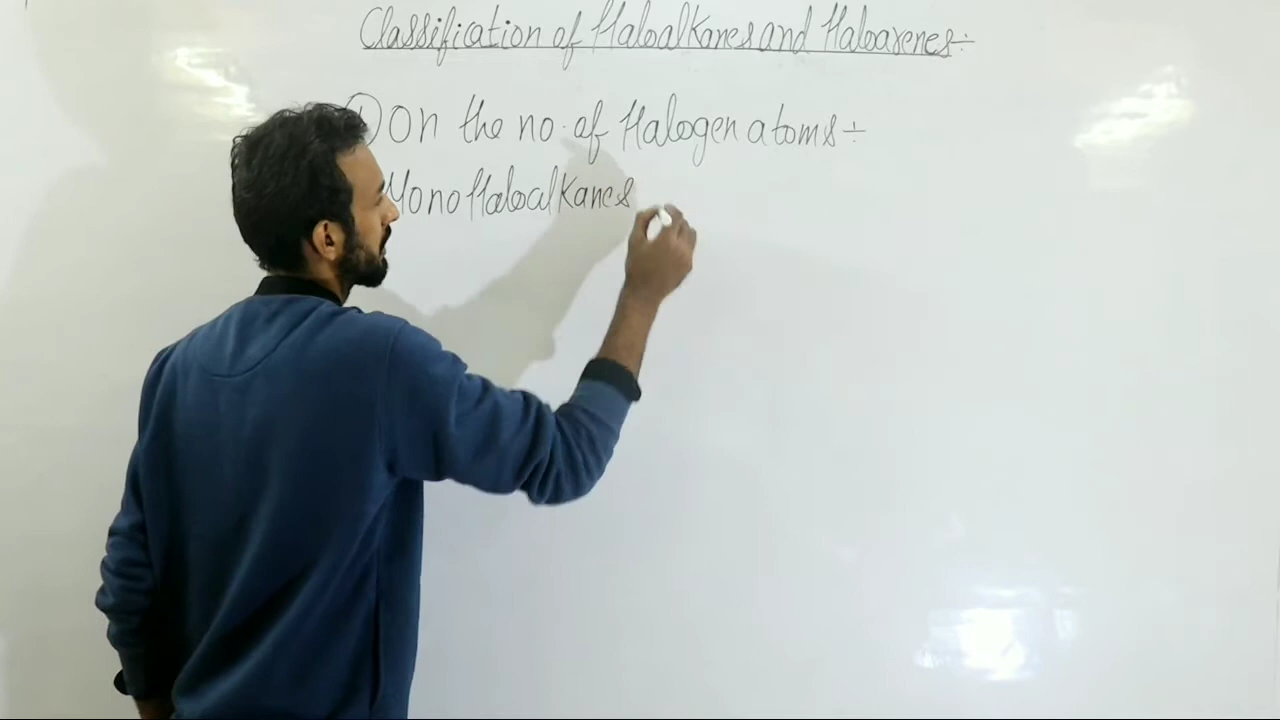 Classification of Haloalkanes and Haloarenes÷
① On the no. of Halogen atoms÷
MonoHaloalkanes